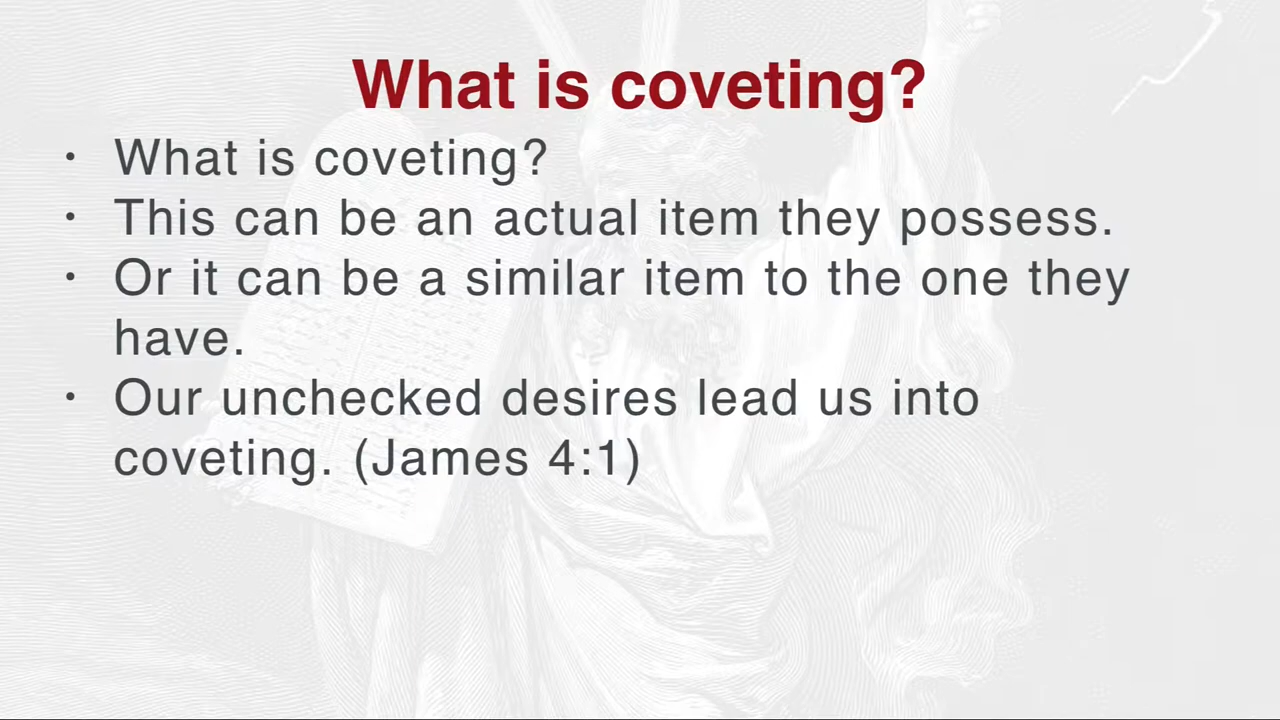 What is coveting?
• What is coveting?
• This can be an actual item they possess.
• Or it can be a similar item to the one they
have.
• Our unchecked desires lead us into
coveting. (James 4:1)